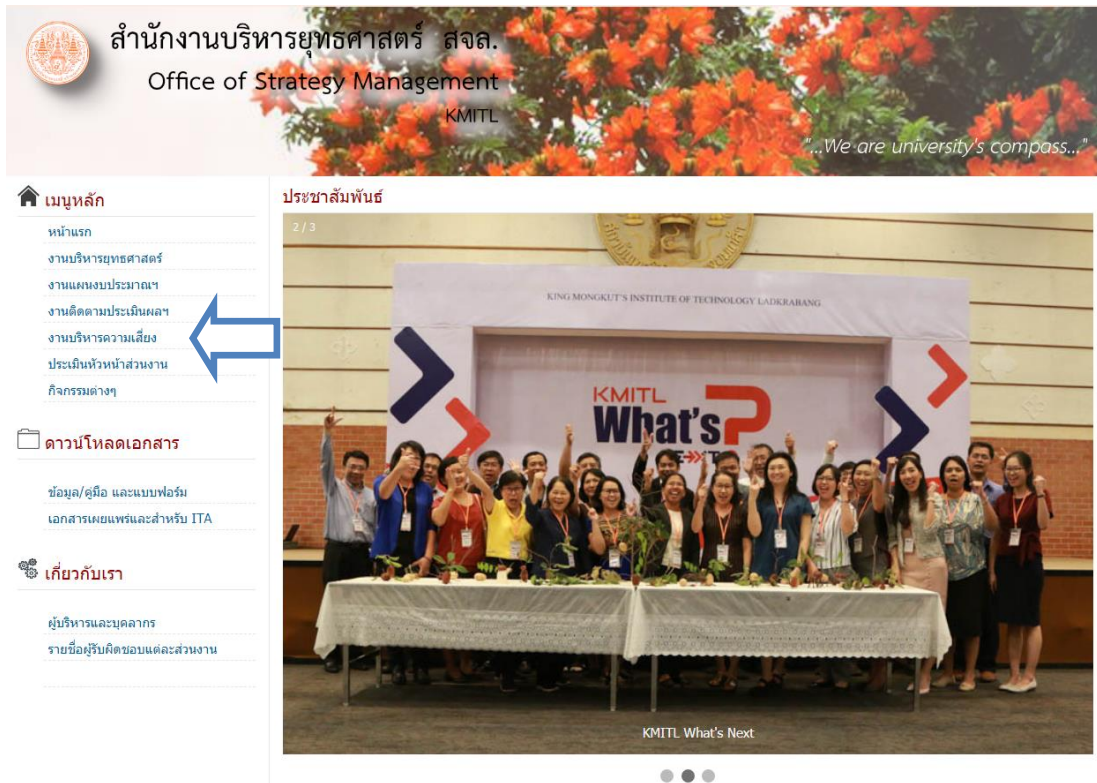 สำนักงานบริหารยุทธศาสตร์ สจล.
Office of Strategy Management
KMITL
"...We are university's compass..."
เมนูหลัก
หน้าแรก
งานบริหารยุทธศาสตร์
งานแผนงบประมาณฯ
งานติดตามประเมินผลฯ
งานบริหารความเสี่ยง
ประเมินหัวหน้าส่วนงาน
กิจกรรมต่างๆ
ดาวน์โหลดเอกสาร
ข้อมูล/คู่มือ และแบบฟอร์ม
เอกสารเผยแพร่และสำหรับ ITA
เกี่ยวกับเรา
ผู้บริหารและบุคลากร
รายชื่อผู้รับผิดชอบแต่ละส่วนงาน
ประชาสัมพันธ์
2 / 3
KING MONGKUT'S INSTITUTE OF TECHNOLOGY LADKRABANG
KMITL
What's
KMITL What's Next